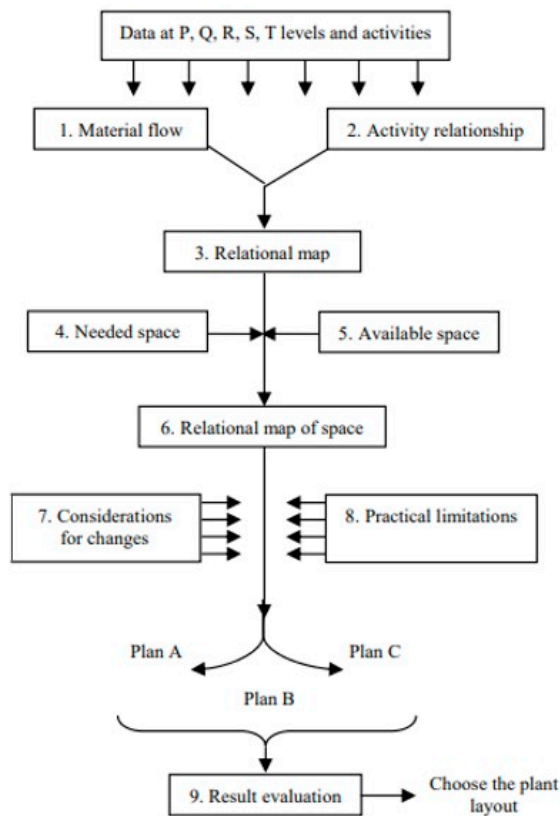 Data at P, Q, R, S, T levels and activities
1. Material flow
2. Activity relationship
3. Relational map
4. Needed space
5. Available space
6. Relational map of space
7. Considerations
for changes
8. Practical limitations
Plan A
Plan C
Plan B
9. Result evaluation
Choose the plant
layout